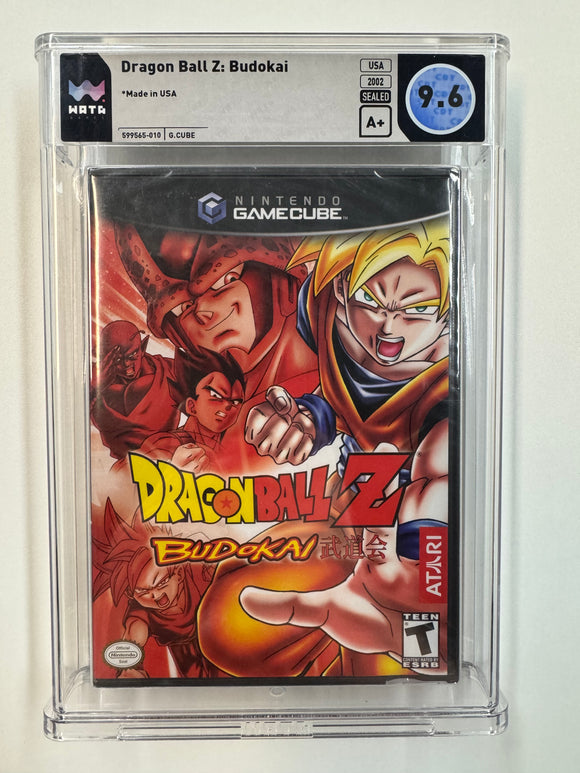 WATA
Dragon Ball Z: Budokai
*Made in USA
599565-010 | G.CUBE
USA
2002
SEALED
A+
9.6
NINTENDO
GAMECUBE™
DRAGON BALL Z
BUDOKAI 武道会
ATARI
Official
Nintendo
Seal
TEEN
T
CONTENT RATED BY
ESRB